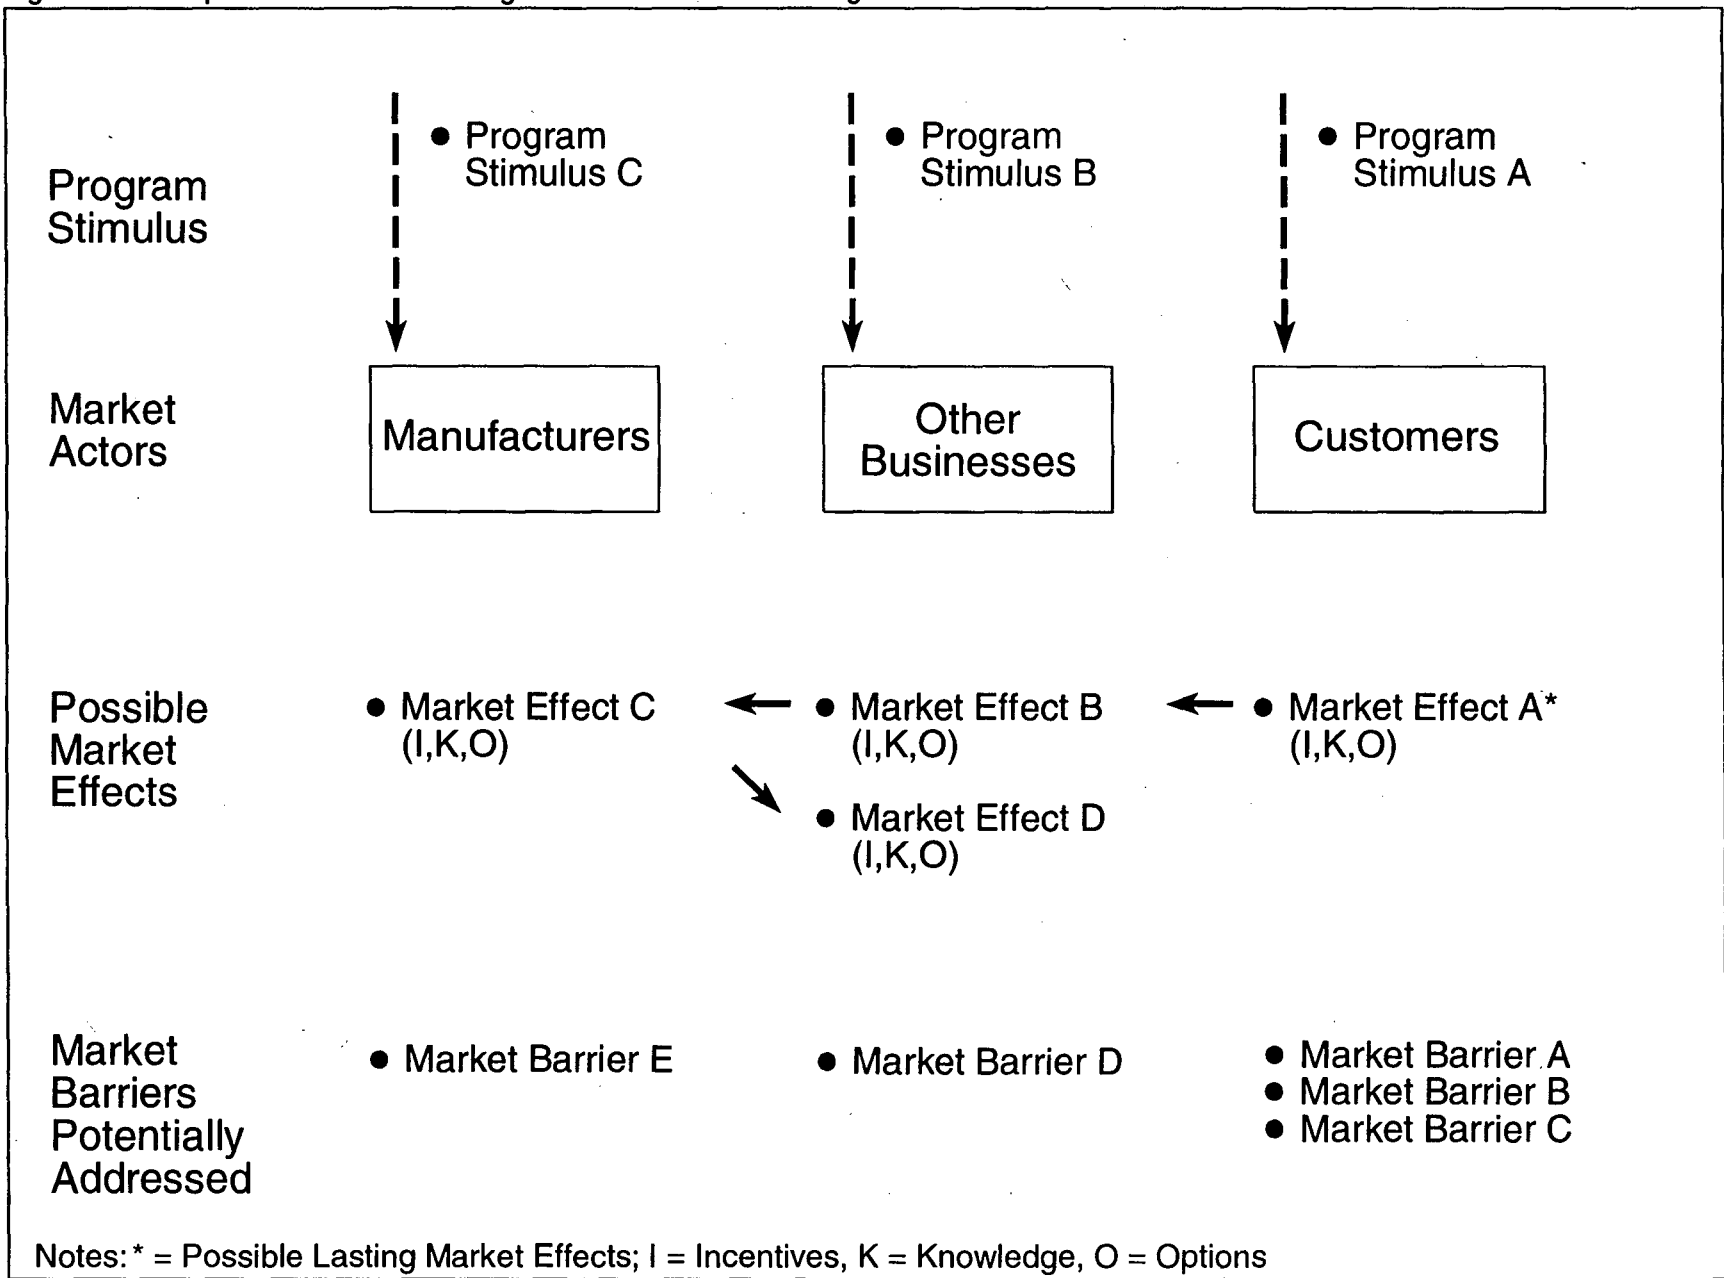 Program
Stimulus
● Program
Stimulus C
● Program
Stimulus B
● Program
Stimulus A
Market
Actors
Manufacturers
Other
Businesses
Customers
Possible
Market
Effects
● Market Effect C
(I,K,O)
● Market Effect B
(I,K,O)
● Market Effect A*
(I,K,O)
● Market Effect D
(I,K,O)
Market
Barriers
Potentially
Addressed
● Market Barrier E
● Market Barrier D
● Market Barrier A
● Market Barrier B
● Market Barrier C
Notes: * = Possible Lasting Market Effects; I = Incentives, K = Knowledge, O = Options